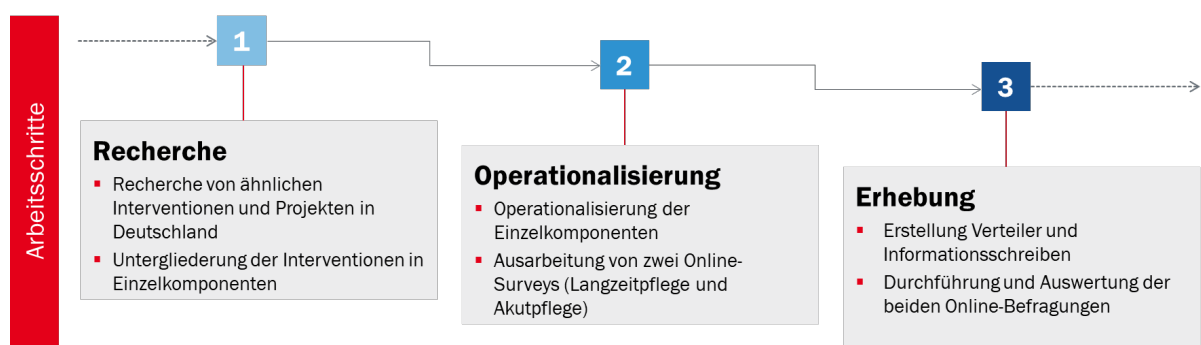 Arbeitsschritte
1
Recherche
▪ Recherche von ähnlichen
Interventionen und Projekten in
Deutschland
▪ Untergliederung der Interventionen in
Einzelkomponenten
2
Operationalisierung
▪ Operationalisierung der
Einzelkomponenten
▪ Ausarbeitung von zwei Online-
Surveys (Langzeitpflege und
Akutpflege)
3
Erhebung
▪ Erstellung Verteiler und
Informationsschreiben
▪ Durchführung und Auswertung der
beiden Online-Befragungen